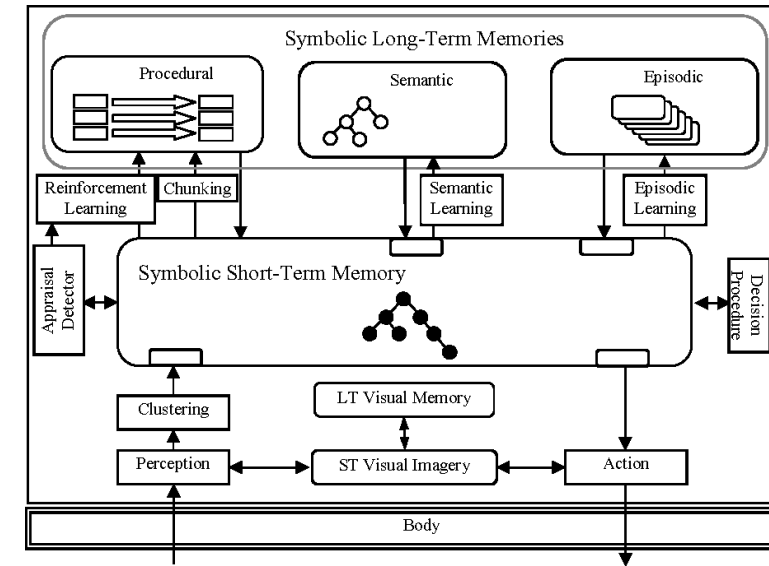 Symbolic Long-Term Memories
Procedural
Semantic
Episodic
Reinforcement
Learning
Chunking
Semantic
Learning
Episodic
Learning
Symbolic Short-Term Memory
Appraisal
Detector
Decision
Procedure
Clustering
LT Visual Memory
Perception
ST Visual Imagery
Action
Body